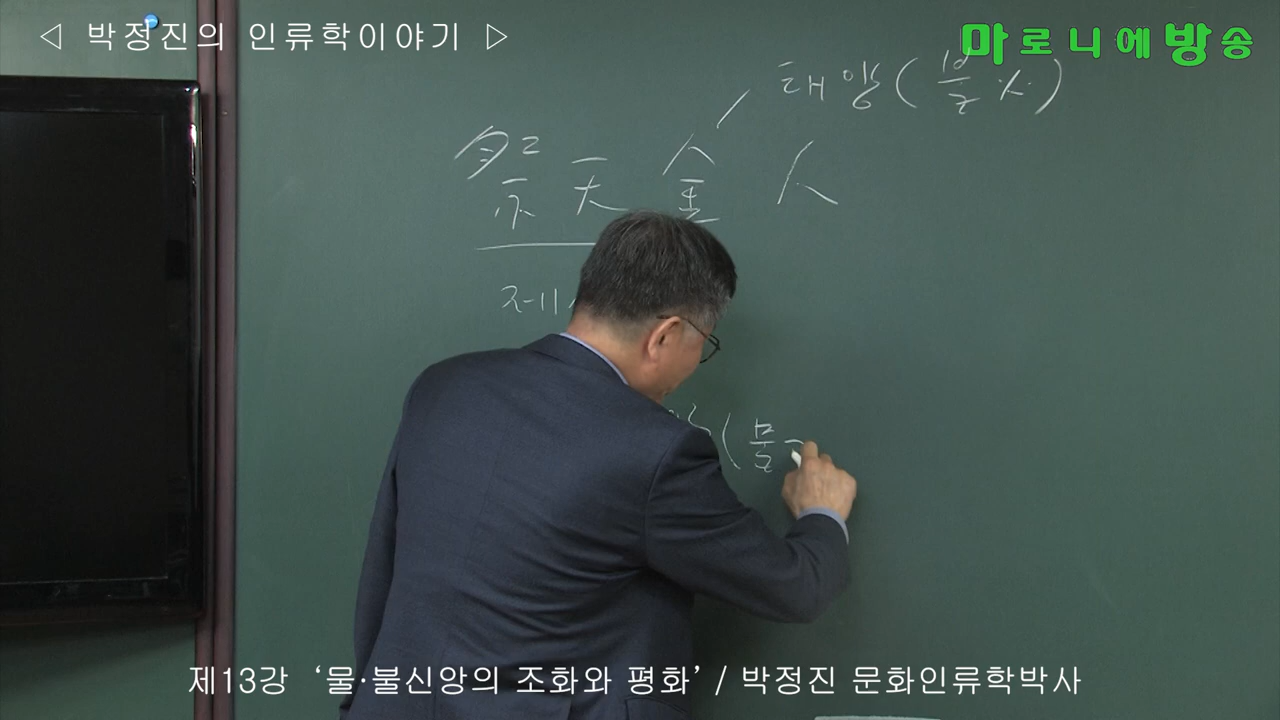 ◁ 박정진의 인류학이야기 ▷
마로니에방송
태양(불又)
祭天金人
제
(물
제13강 ‘물·불신앙의 조화와 평화’ / 박정진 문화인류학박사